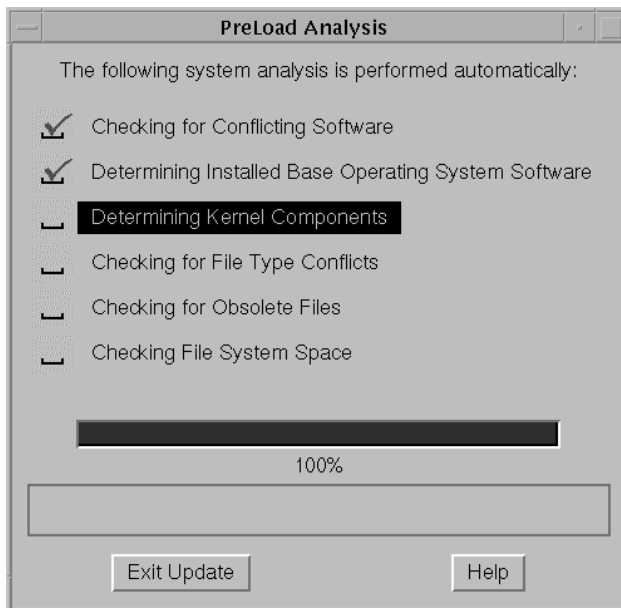 PreLoad Analysis
The following system analysis is performed automatically:
Checking for Conflicting Software
Determining Installed Base Operating System Software
Determining Kernel Components
Checking for File Type Conflicts
Checking for Obsolete Files
Checking File System Space
100%
Exit Update
Help